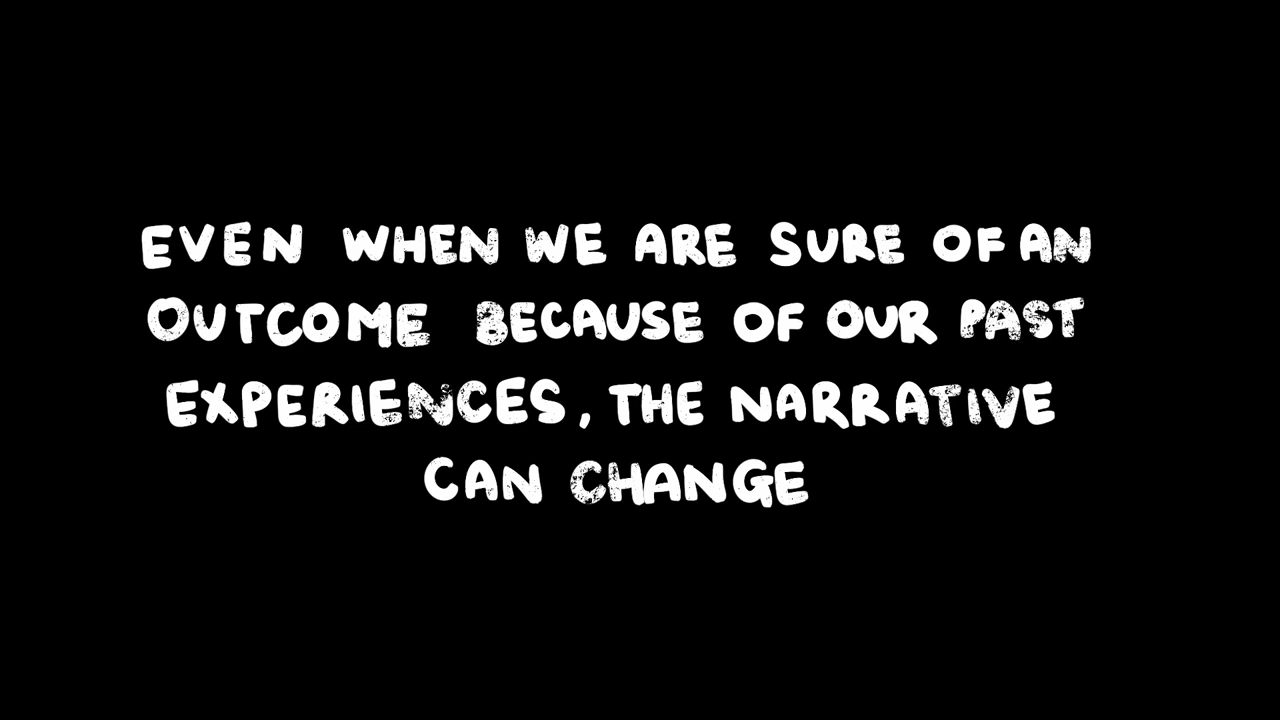 EVEN WHEN WE ARE SURE OF AN
OUTCOME BECAUSE OF OUR PAST
EXPERIENCES, THE NARRATIVE
CAN CHANGE